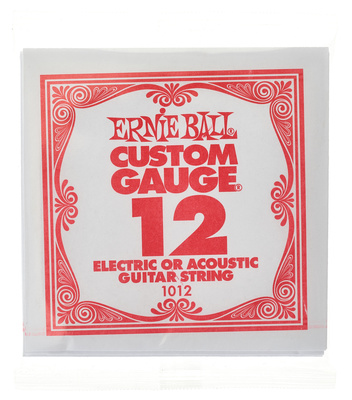 ERNIE BALL®
CUSTOM
GAUGE®
12
ELECTRIC OR ACOUSTIC
GUITAR STRING
1012